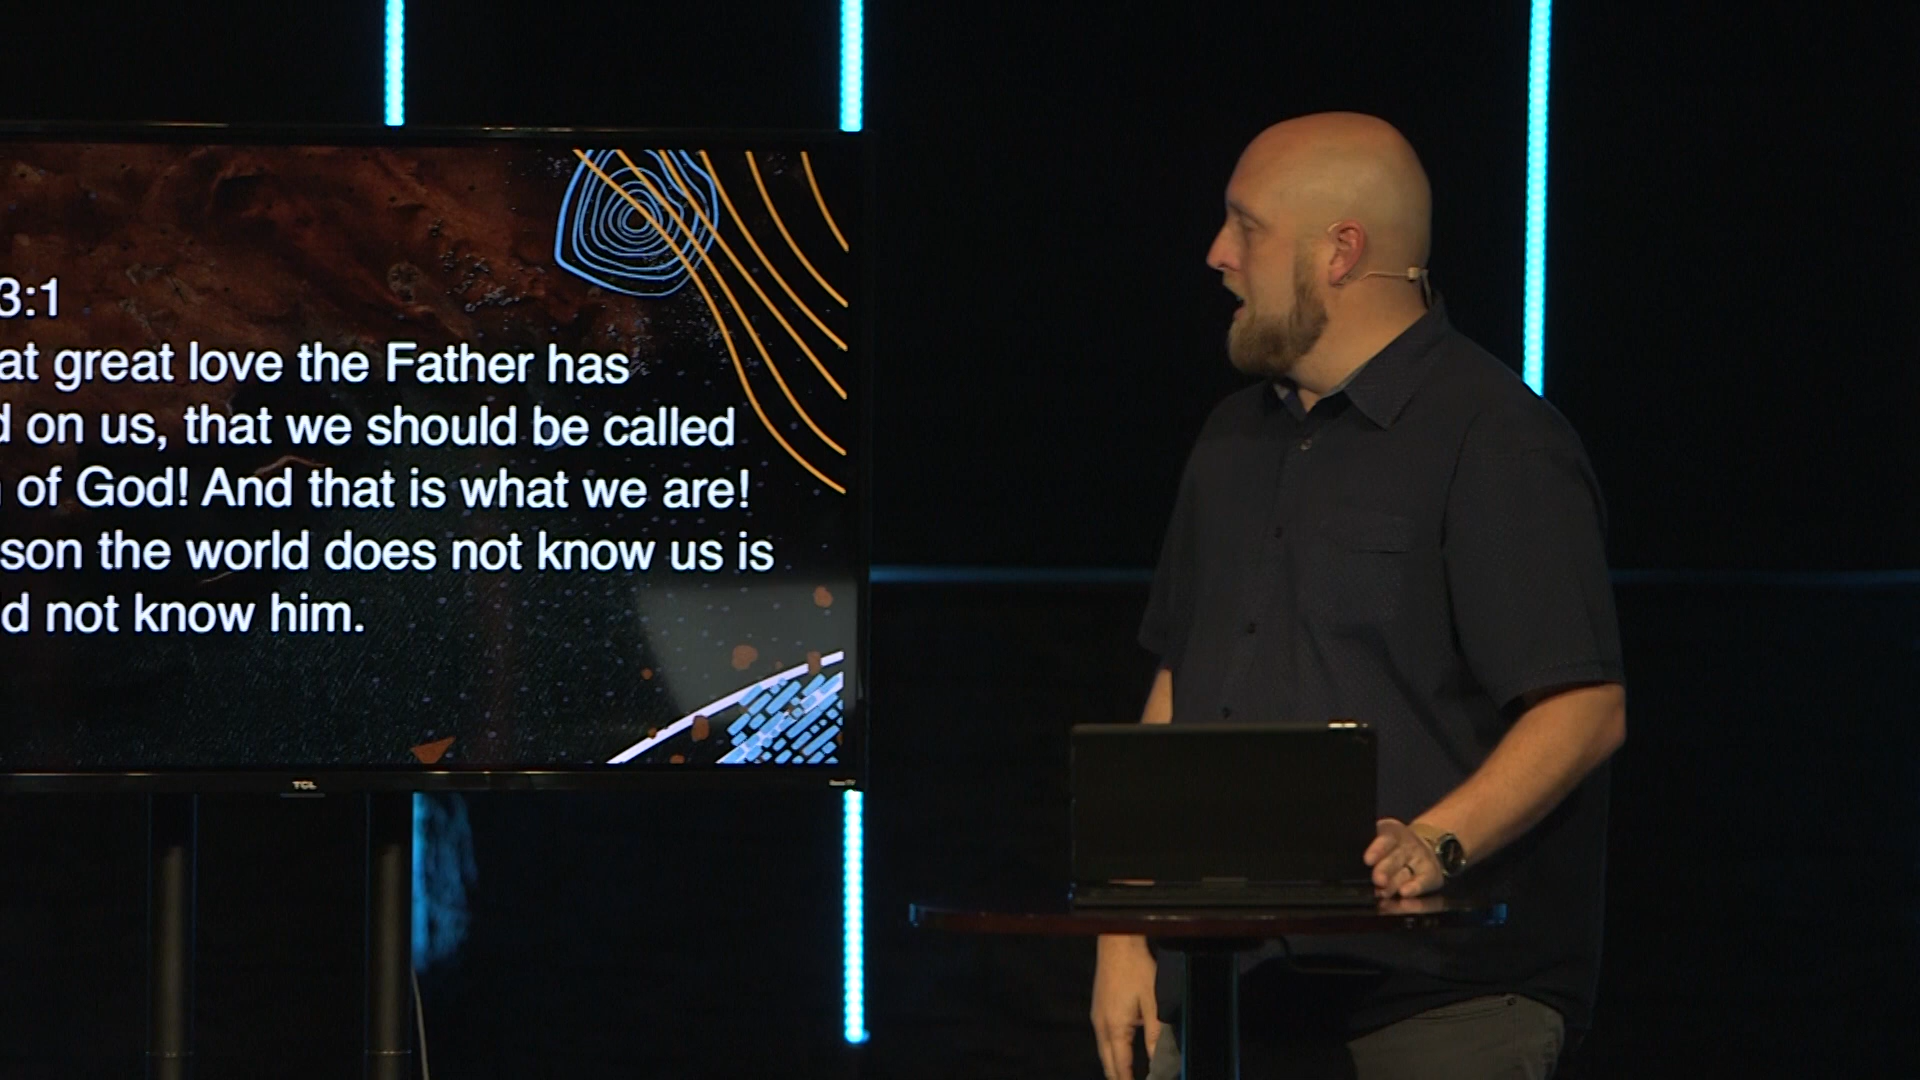 3:1
at great love the Father has
d on us, that we should be called
of God! And that is what we are!
son the world does not know us is
d not know him.
TCL